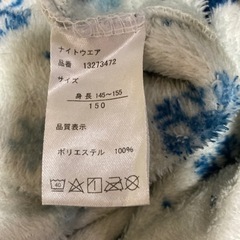 ナイトウエア
品番 13273472
サイズ
身長 145~155
150
品質表示
ポリエステル 100%
40